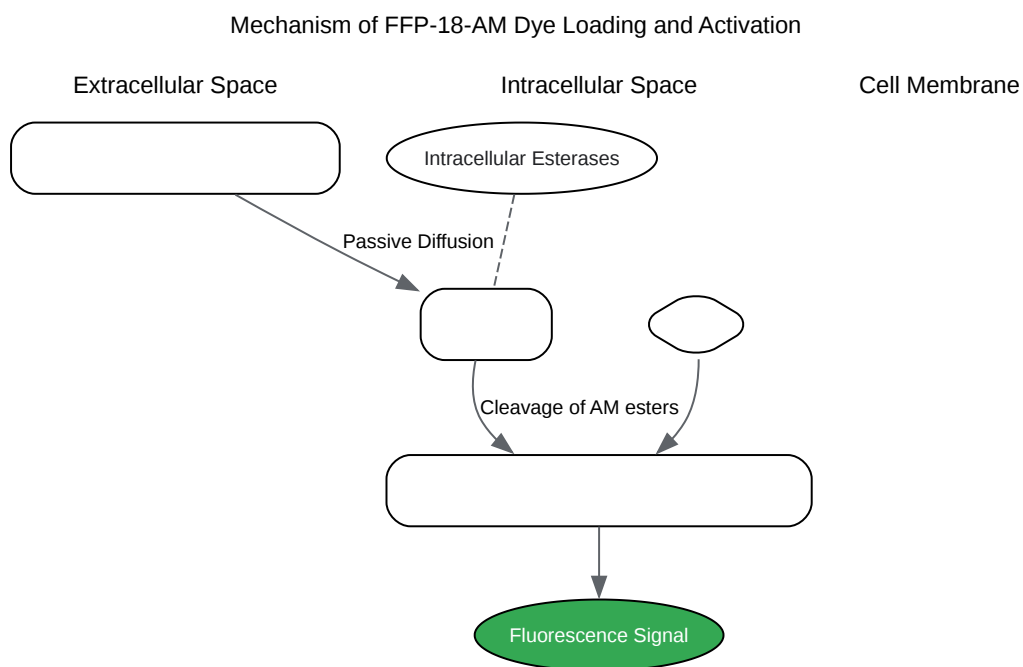 Mechanism of FFP-18-AM Dye Loading and Activation
Extracellular Space
Intracellular Space
Cell Membrane
Intracellular Esterases
Passive Diffusion
Cleavage of AM esters
Fluorescence Signal